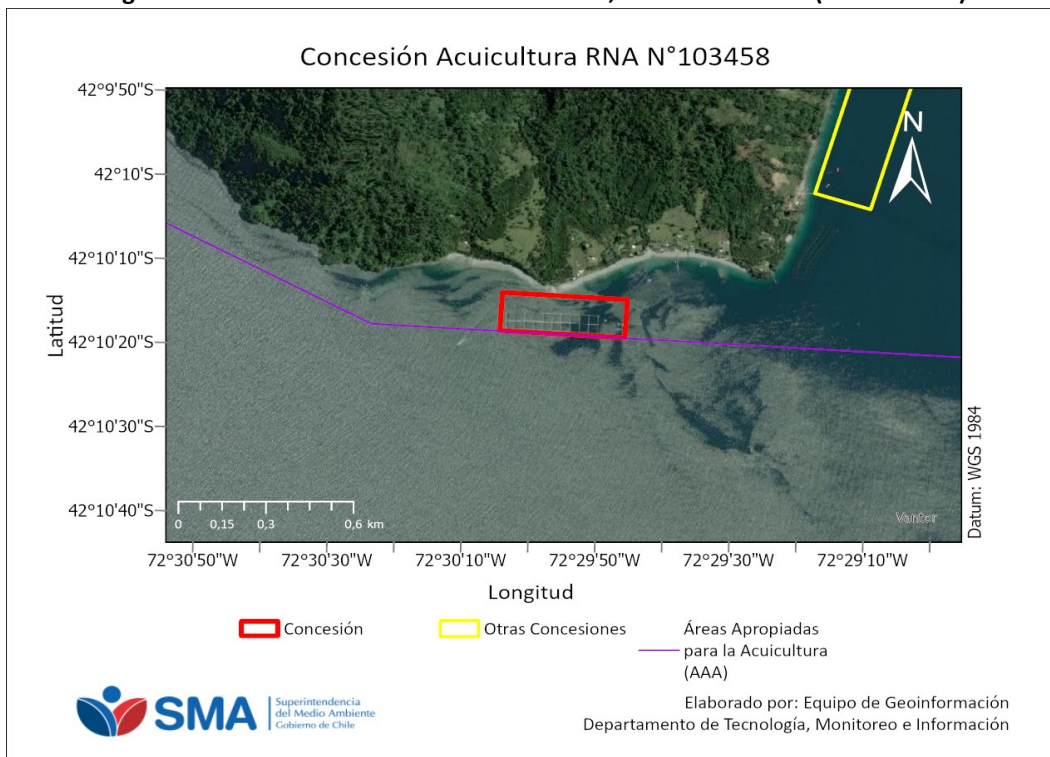 Concesión Acuicultura RNA N°103458
42°9'50"S
42°10'S
42°10'10"S
42°10'20"S
42°10'30"S
42°10'40"S
Latitud
N
Datum: WGS 1984
0 0,15 0,3 0,6 km
Vantor
72°30'50"W 72°30'30"W 72°30'10"W 72°29'50"W 72°29'30"W 72°29'10"W
Longitud
Concesión
Otras Concesiones
Áreas Apropiadas
para la Acuicultura
(AAA)
SMA
Superintendencia
del Medio Ambiente
Gobierno de Chile
Elaborado por: Equipo de Geoinformación
Departamento de Tecnología, Monitoreo e Información